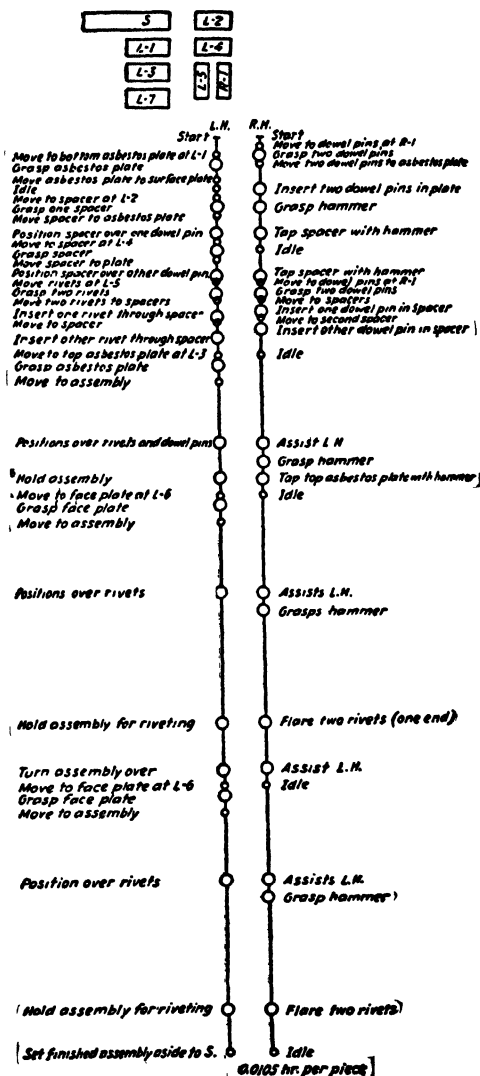 S
L-2
L-1
L-6
L-3
L-5
R-1
L-7
L.H.
R.H.
Start
Start
Move to dowel pins at R-1
Move to bottom asbestos plate at L-1
Grasp two dowel pins
Grasp asbestos plate
Move two dowel pins to asbestos plate
Move asbestos plate to surface plate
Idle
Insert two dowel pins in plate
Move to spacer at L-2
Grasp one spacer
Grasp hammer
Move spacer to asbestos plate
Position spacer over one dowel pin
Tap spacer with hammer
Move to spacer at L-4
Idle
Grasp spacer
Move spacer to plate
Position spacer over other dowel pin
Tap spacer with hammer
Move rivets at L-5
Move to dowel pins at R-1
Grasp two rivets
Grasp two dowel pins
Move two rivets to spacers
Move to spacers
Insert one rivet through spacer
Insert one dowel pin in spacer
Move to spacer
Move to second spacer
Insert other rivet through spacer
Insert other dowel pin in spacer
Move to top asbestos plate at L-3
Idle
Grasp asbestos plate
Move to assembly
Positions over rivets and dowel pins
Assist L H
Grasp hammer
Hold assembly
Tap top asbestos plate with hammer
Move to face plate at L-6
Idle
Grasp face plate
Move to assembly
Positions over rivets
Assists L.H.
Grasps hammer
Hold assembly for riveting
Flare two rivets (one end)
Turn assembly over
Assist L.H.
Move to face plate at L-6
Idle
Grasp face plate
Move to assembly
Position over rivets
Assists L.H.
Grasp hammer
Hold assembly for riveting
Flare two rivets
Set finished assembly aside to S.
Idle
0.0105 hr. per piece